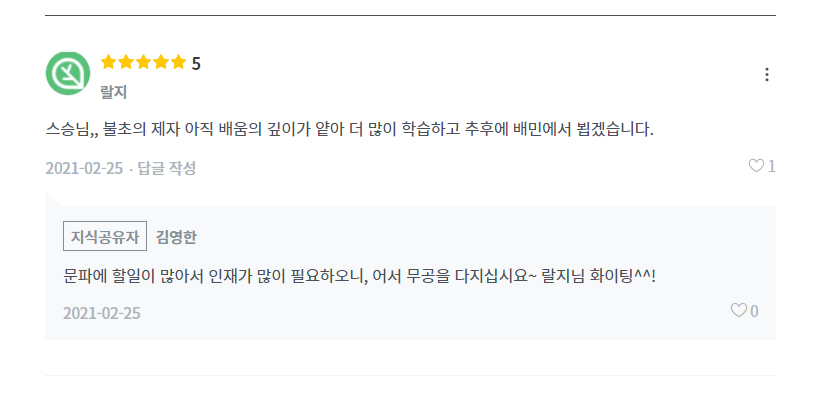 5
랄지
스승님,, 불초의 제자 아직 배움의 깊이가 얕아 더 많이 학습하고 추후에 배민에서 뵙겠습니다.
2021-02-25 · 답글 작성
1
지식공유자 김영한
문파에 할일이 많아서 인재가 많이 필요하오니, 어서 무공을 다지십시요~ 랄지님 화이팅^^!
2021-02-25
0